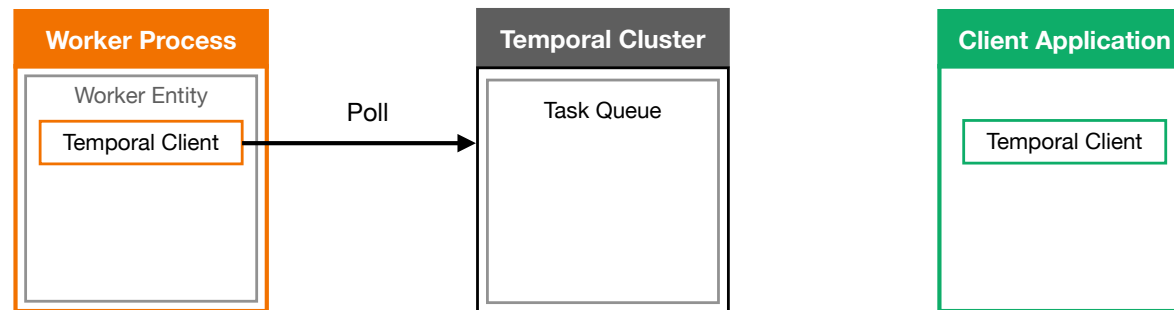 Worker Process
Worker Entity
Temporal Client
Poll
Temporal Cluster
Task Queue
Client Application
Temporal Client